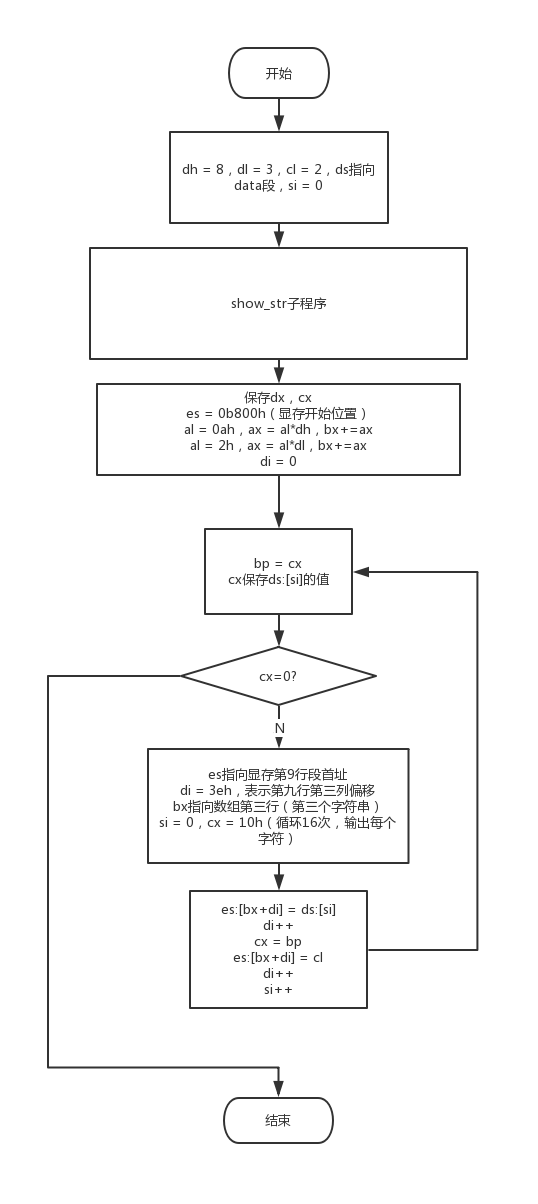 开始
dh = 8，dl = 3，cl = 2，ds指向
data段，si = 0
show_str子程序
保存dx，cx
es = 0b800h（显存开始位置）
al = 0ah，ax = al*dh，bx+=ax
al = 2h，ax = al*dl，bx+=ax
di = 0
bp = cx
cx保存ds:[si]的值
cx=0?
N
es指向显存第9行段首址
di = 3eh，表示第九行第三列偏移
bx指向数组第三行（第三个字符串）
si = 0，cx = 10h（循环16次，输出每个
字符）
es:[bx+di] = ds:[si]
di++
cx = bp
es:[bx+di] = cl
di++
si++
结束